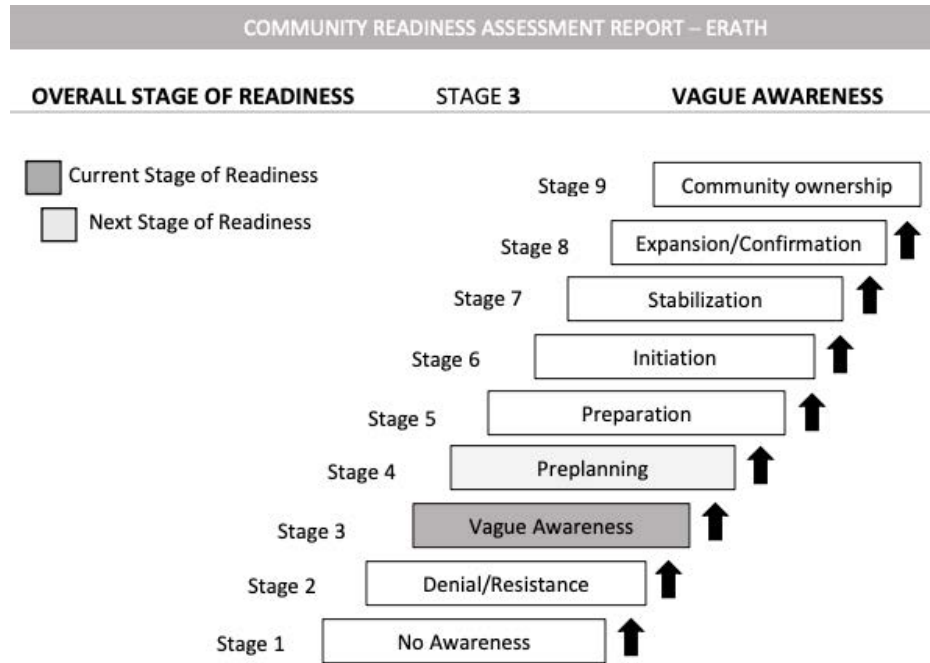 COMMUNITY READINESS ASSESSMENT REPORT – ERATH
OVERALL STAGE OF READINESS STAGE 3 VAGUE AWARENESS
Current Stage of Readiness
Next Stage of Readiness
Stage 9 Community ownership
Stage 8 Expansion/Confirmation
Stage 7 Stabilization
Stage 6 Initiation
Stage 5 Preparation
Stage 4 Preplanning
Stage 3 Vague Awareness
Stage 2 Denial/Resistance
Stage 1 No Awareness